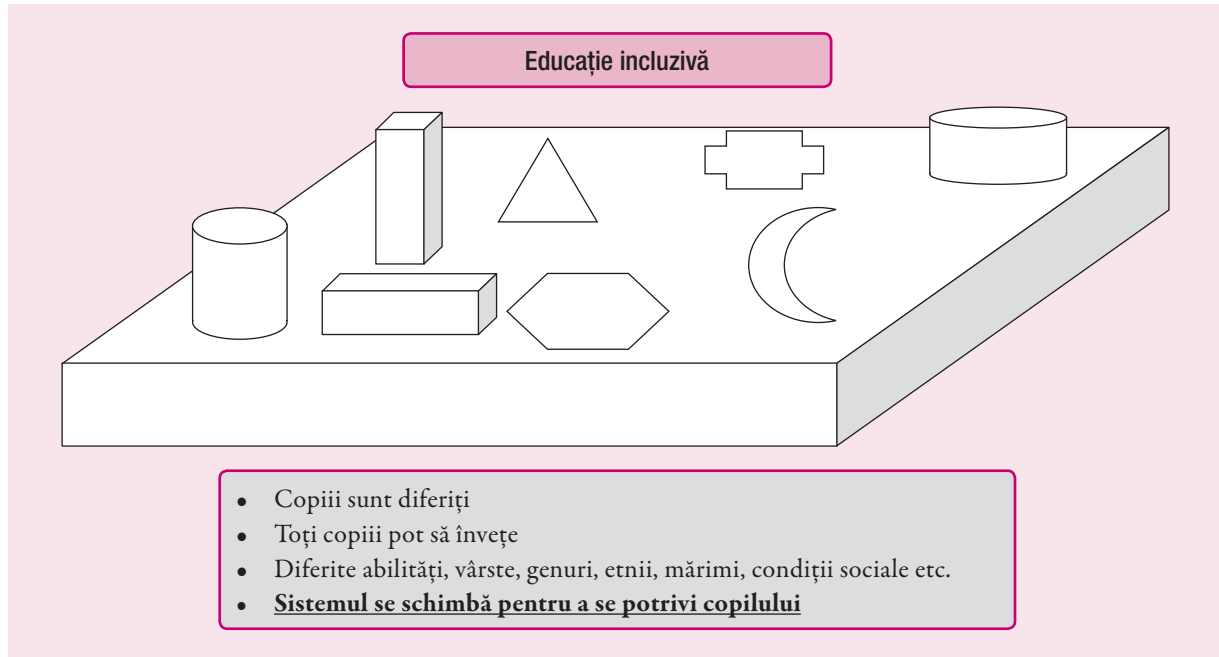 Educație incluzivă
• Copiii sunt diferiți
• Toți copiii pot să învețe
• Diferite abilități, vârste, genuri, etnii, mărimi, condiții sociale etc.
• Sistemul se schimbă pentru a se potrivi copilului